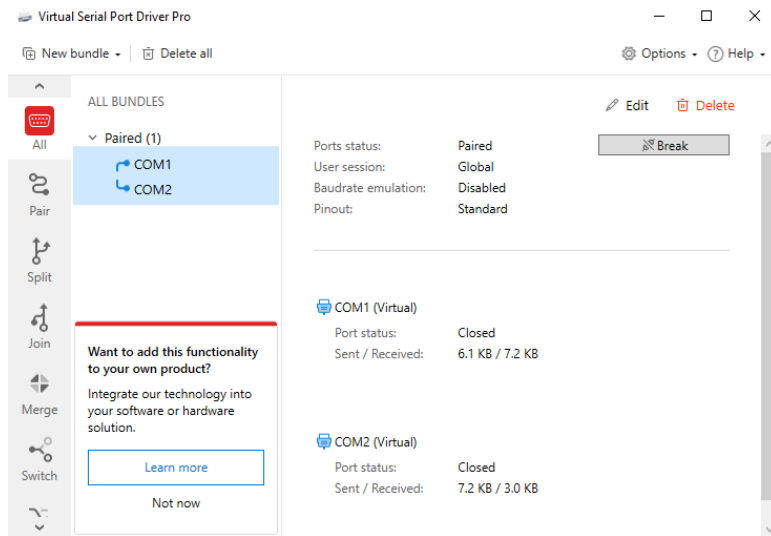 Virtual Serial Port Driver Pro
New bundle
Delete all
Options
Help
All
Pair
Split
Join
Merge
Switch
ALL BUNDLES
Paired (1)
COM1
COM2
Want to add this functionality
to your own product?
Integrate our technology into
your software or hardware
solution.
Learn more
Not now
Edit
Delete
Ports status: Paired
Break
User session: Global
Baudrate emulation: Disabled
Pinout: Standard
COM1 (Virtual)
Port status: Closed
Sent / Received: 6.1 KB / 7.2 KB
COM2 (Virtual)
Port status: Closed
Sent / Received: 7.2 KB / 3.0 KB